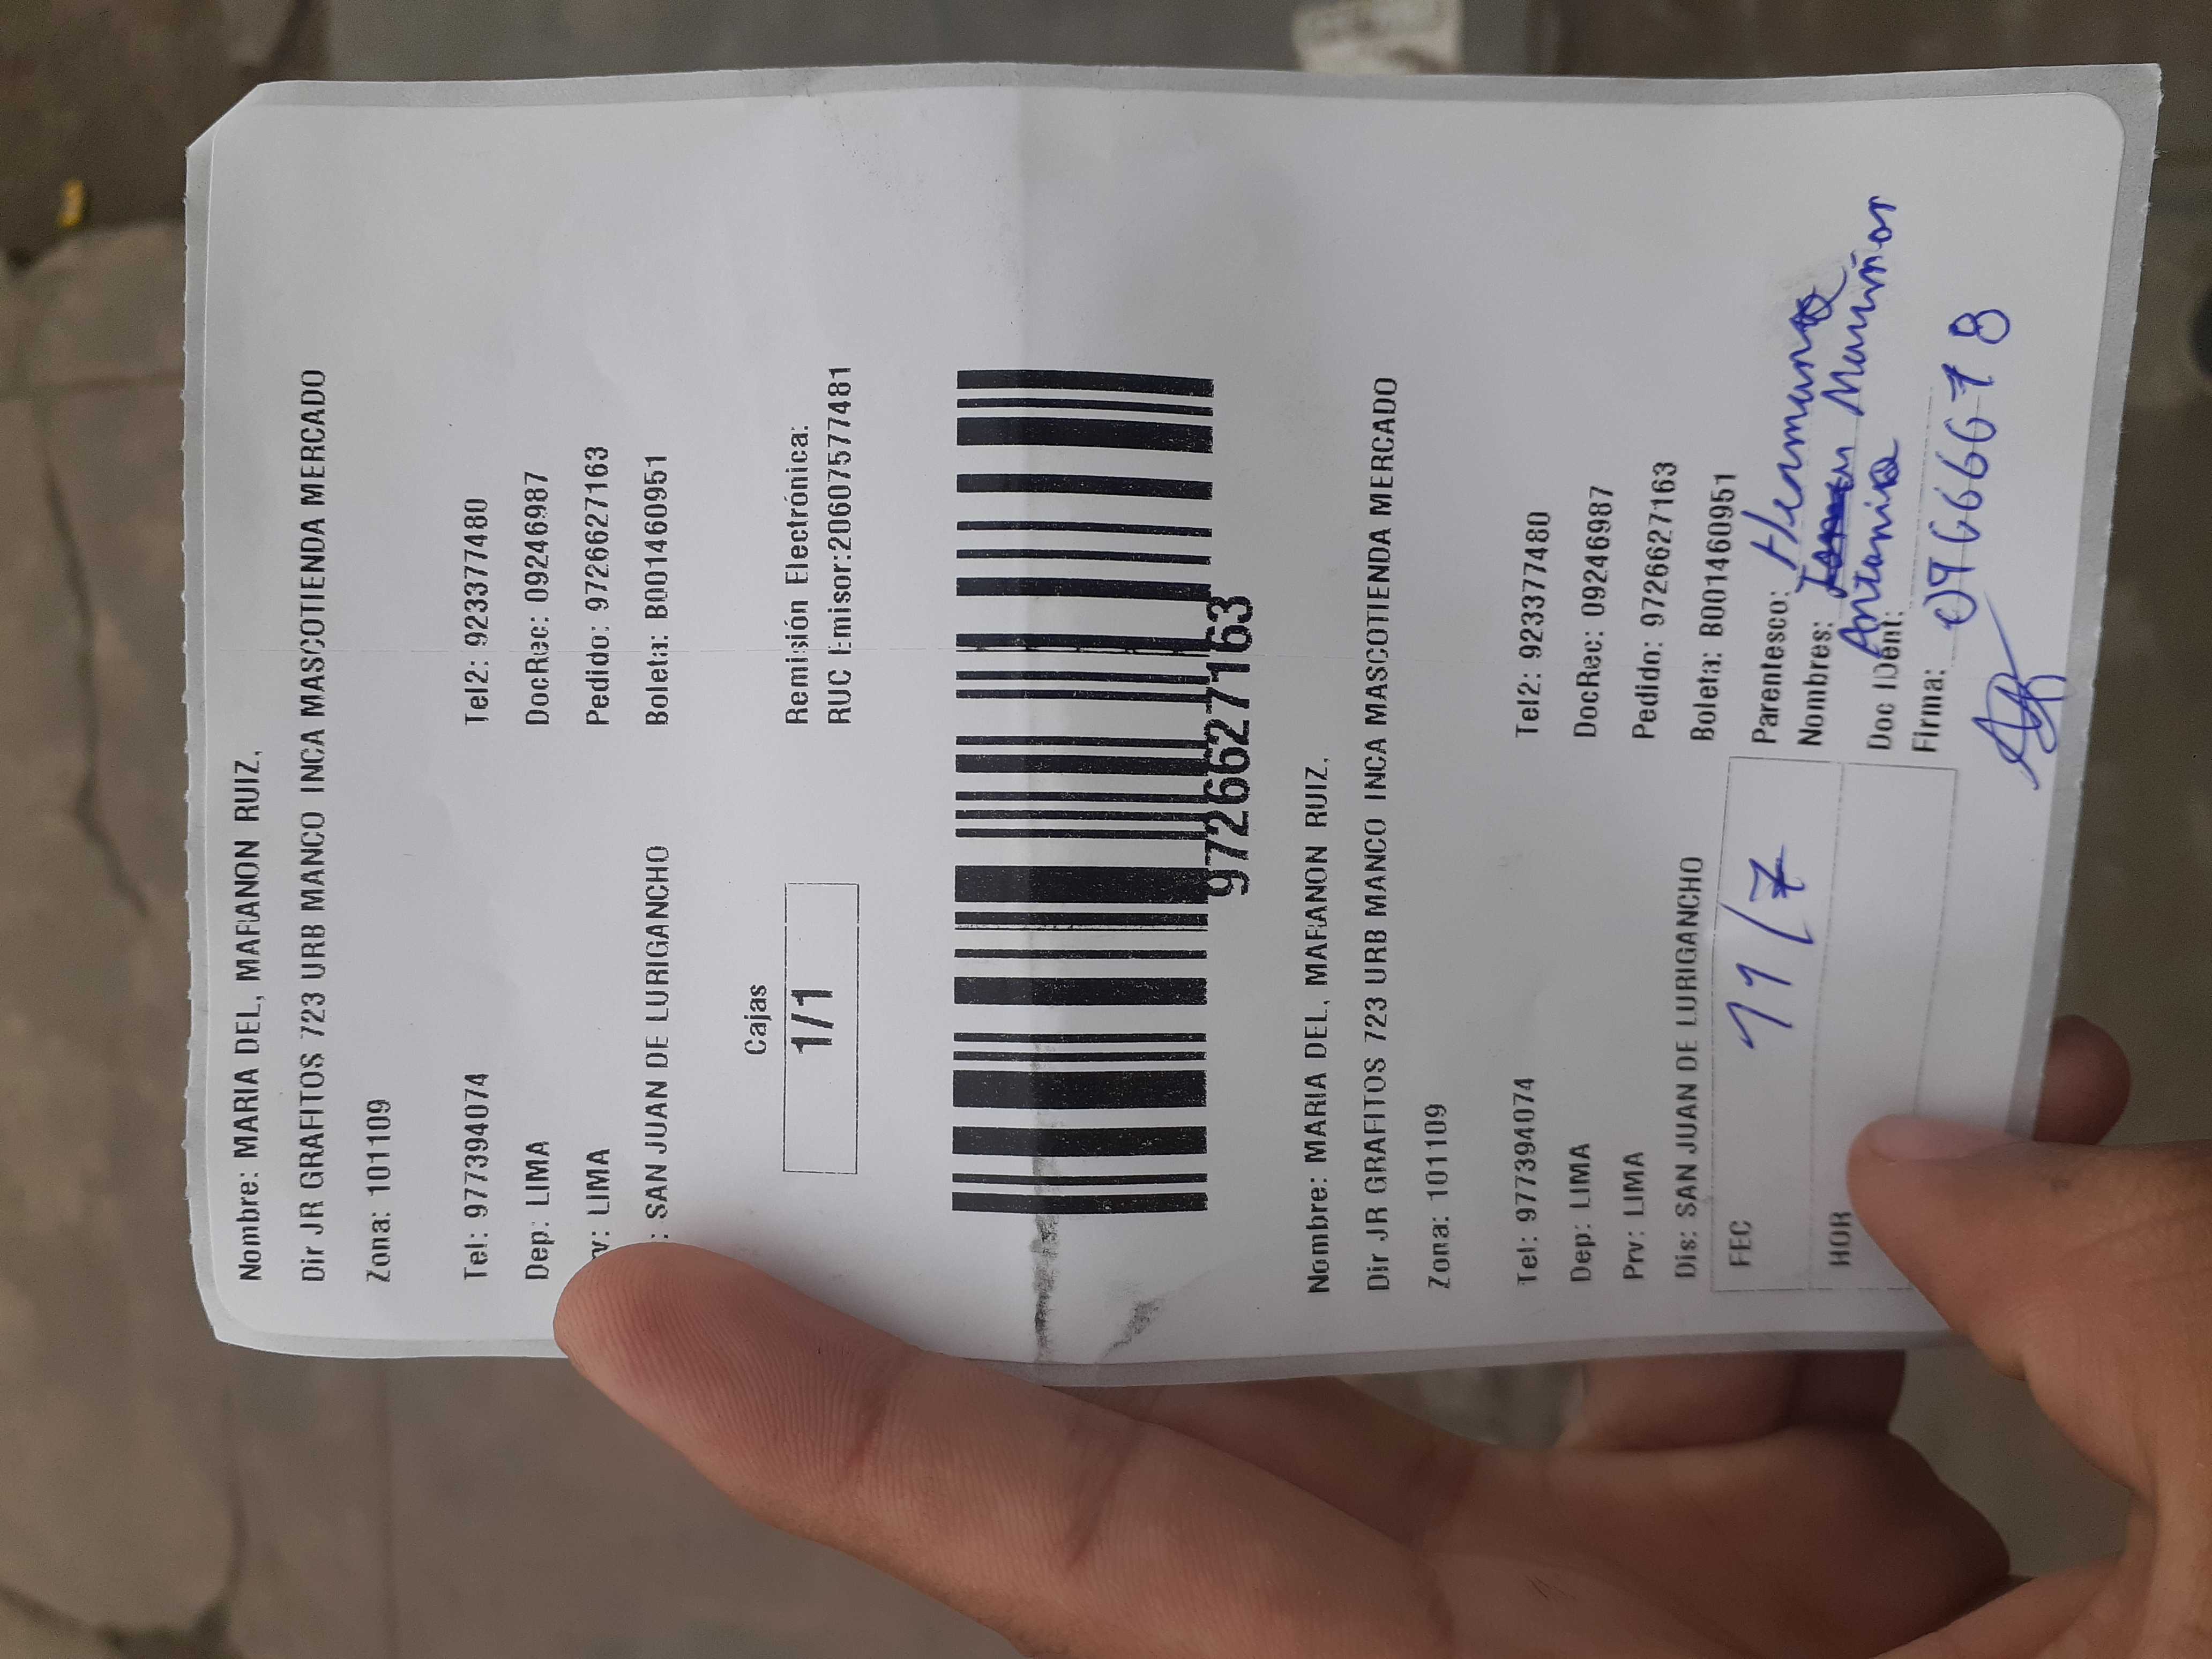 Nombre: MARIA DEL, MARANON RUIZ,
Dir JR GRAFITOS 723 URB MANCO INCA MASCOTIENDA MERCADO
Zona: 101109
Tel: 977394074 Tel2: 923377480
Dep: LIMA DocRec: 09246987
rv: LIMA Pedido: 9726627163
: SAN JUAN DE LURIGANCHO Boleta: B001460951
Cajas
1/1
Remisión Electrónica:
RUC Emisor:20607577481
9726627163
Nombre: MARIA DEL, MARANON RUIZ,
Dir JR GRAFITOS 723 URB MANCO INCA MASCOTIENDA MERCADO
Zona: 101109
Tel: 977394074 Tel2: 923377480
Dep: LIMA DocRec: 09246987
Prv: LIMA Pedido: 9726627163
Dis: SAN JUAN DE LURIGANCHO Boleta: B001460951
FEC 11/7
HOR
Parentesco: Hermano
Nombres:
Antonio
Doc IDent:
Firma: